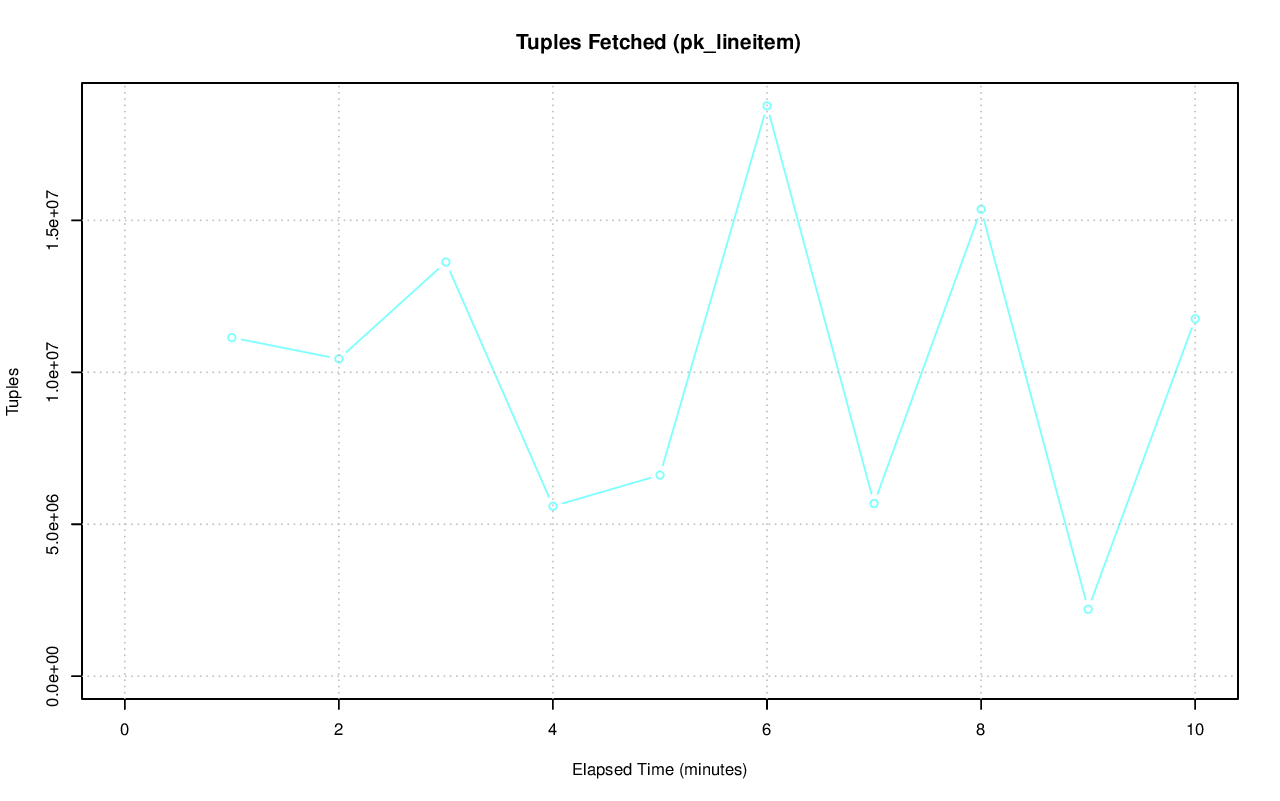 Tuples Fetched (pk_lineitem)
Tuples
1.5e+07
1.0e+07
5.0e+06
0.0e+00
0 2 4 6 8 10
Elapsed Time (minutes)